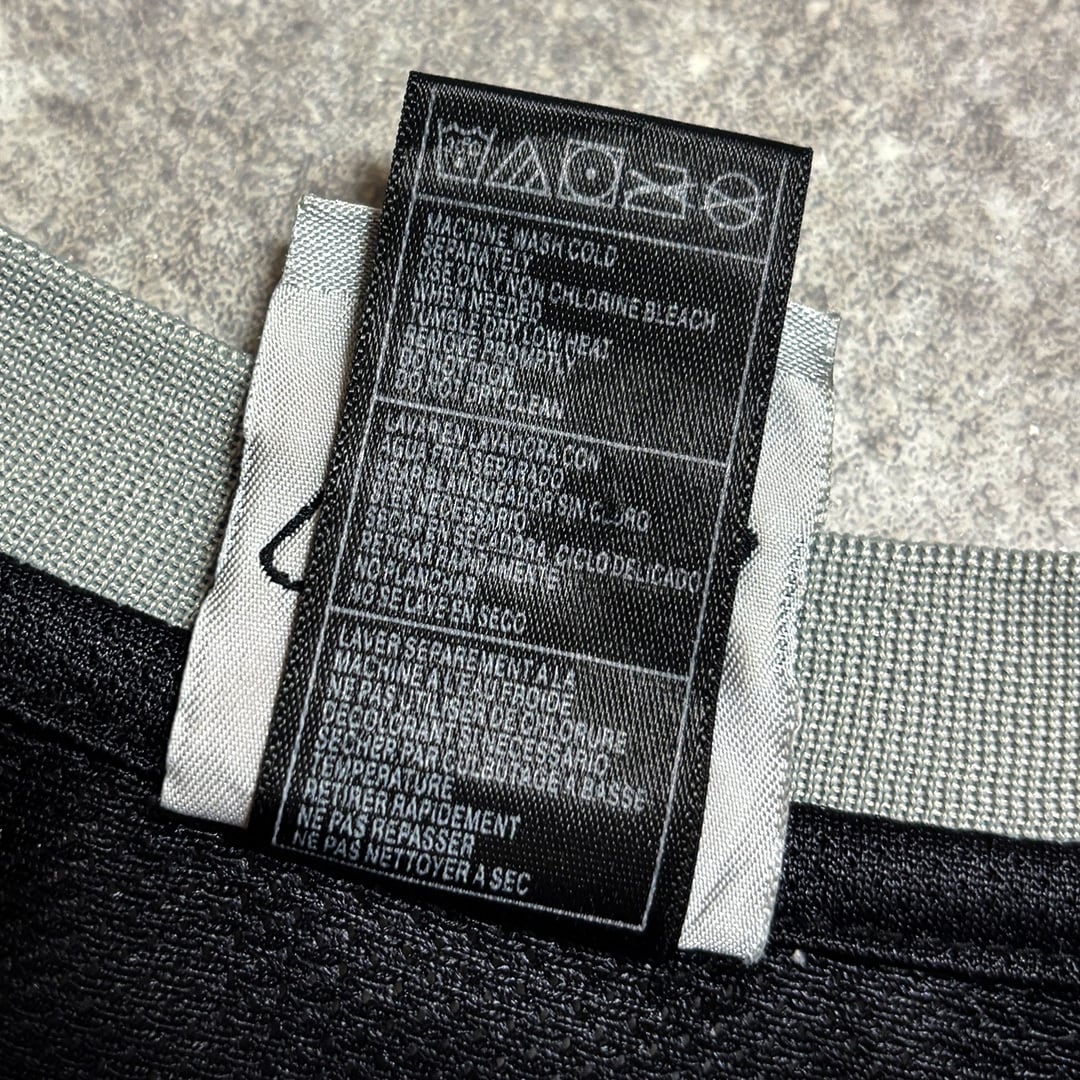 MACHINE WASH COLD
SEPARATELY
USE ONLY NON CHLORINE BLEACH
WHEN NEEDED
TUMBLE DRY LOW HEAT
REMOVE PROMPTLY
DO NOT IRON
DO NOT DRY CLEAN
LAVAR EN LAVADORA CON
AGUA FRIA SEPARADO
USAR BLANQUEADOR SIN
SI ES NECESARIO
SECAR EN SECADORA, CICLO DELICADO
RETIRAR RAPIDAMENTE
NO PLANCHAR
NO SE LAVE EN SECO
LAVER SEPAREMENT A LA
MACHINE AL EAU FROIDE
NE PAS UTILISER DE CHLORURE
DECOLORANT SI NECESSARIO
SECHER PAR CULBUTAGE A BASSE
TEMPERATURE
RETIRER RAPIDEMENT
NE PAS REPASSER
NE PAS NETTOYER A SEC